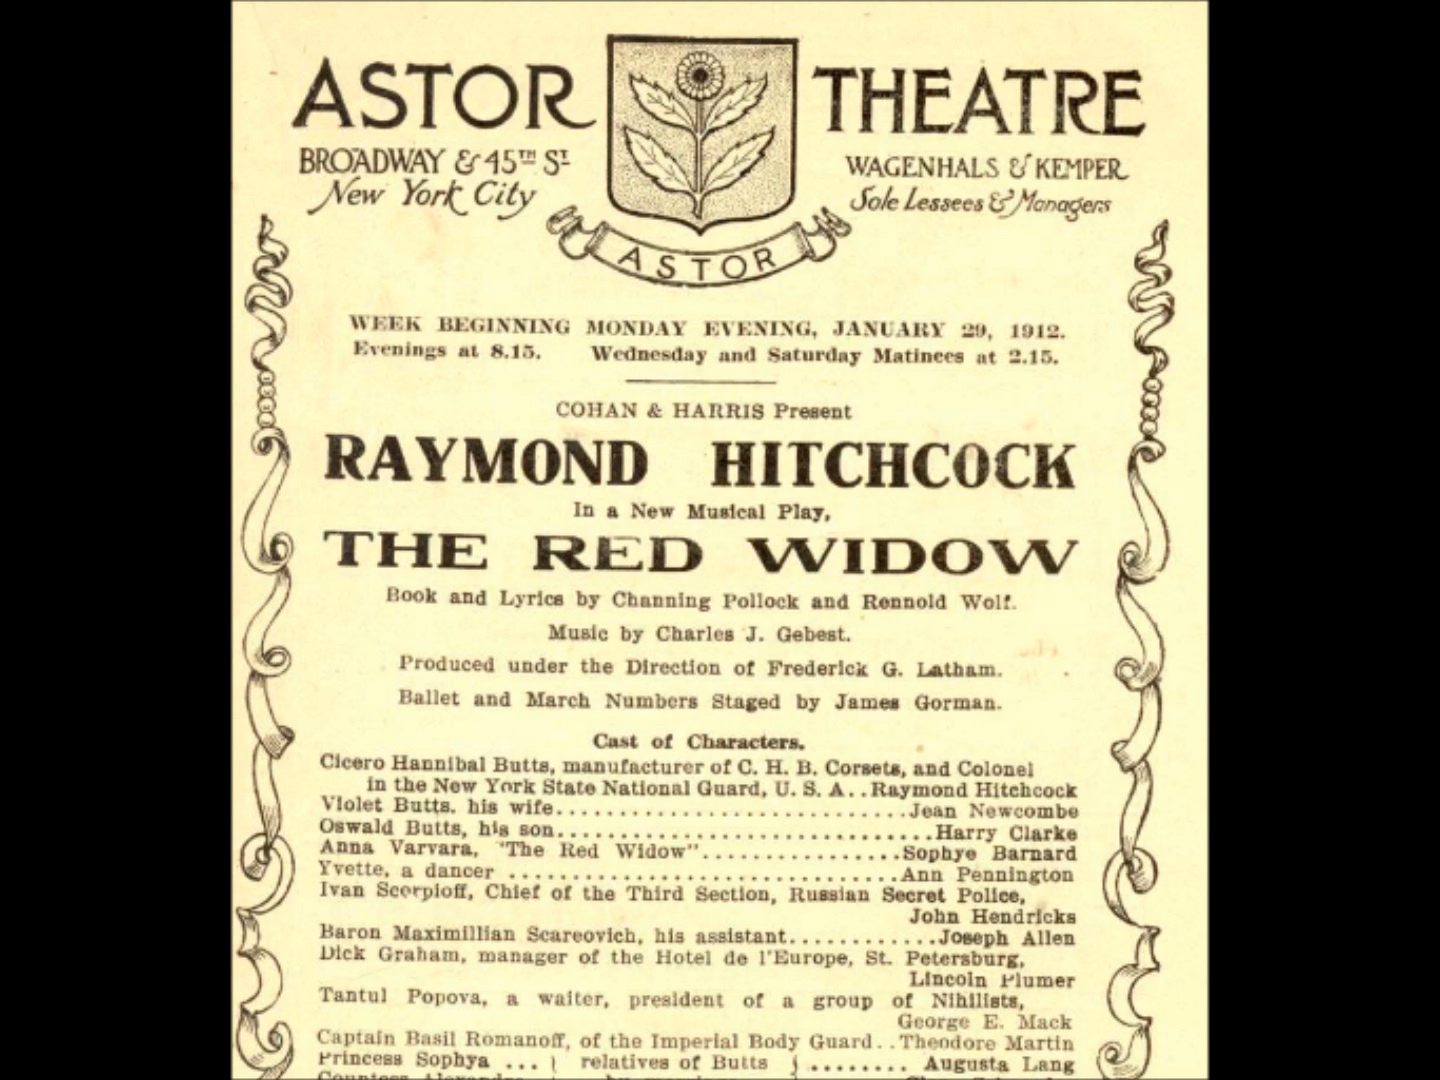 ASTOR THEATRE
BROADWAY & 45TH ST
New York City
WAGENHALS & KEMPER
Sole Lessees & Managers
ASTOR
WEEK BEGINNING MONDAY EVENING, JANUARY 29, 1912.
Evenings at 8.15. Wednesday and Saturday Matinees at 2.15.
COHAN & HARRIS Present
RAYMOND HITCHCOCK
In a New Musical Play,
THE RED WIDOW
Book and Lyrics by Channing Pollock and Rennold Wolf.
Music by Charles J. Gebest.
Produced under the Direction of Frederick G. Latham.
Ballet and March Numbers Staged by James Gorman.
Cast of Characters.
Cicero Hannibal Butts, manufacturer of C. H. B. Corsets, and Colonel
in the New York State National Guard, U. S. A..Raymond Hitchcock
Violet Butts. his wife..................................Jean Newcombe
Oswald Butts, his son....................................Harry Clarke
Anna Varvara, "The Red Widow"...................Sophye Barnard
Yvette, a dancer .....................................Ann Pennington
Ivan Scorpioff, Chief of the Third Section, Russian Secret Police,
John Hendricks
Baron Maximillian Scareovich, his assistant............Joseph Allen
Dick Graham, manager of the Hotel de l'Europe, St. Petersburg,
Lincoln Plumer
Tantul Popova, a waiter, president of a group of Nihilists,
George E. Mack
Captain Basil Romanoff, of the Imperial Body Guard..Theodore Martin
Princess Sophya ... } relatives of Butts }......... Augusta Lang